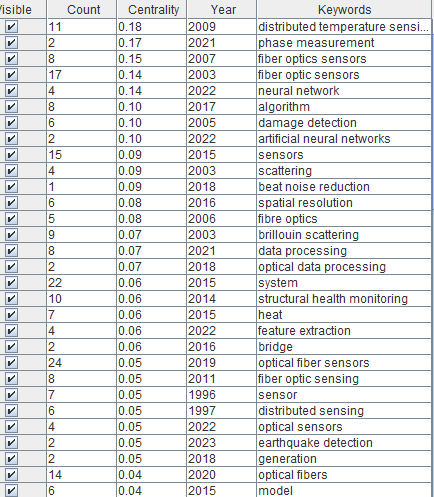 Visible Count Centrality Year Keywords
11 0.18 2009 distributed temperature sensi...
2 0.17 2021 phase measurement
8 0.15 2007 fiber optics sensors
17 0.14 2003 fiber optic sensors
4 0.14 2022 neural network
8 0.10 2017 algorithm
6 0.10 2005 damage detection
2 0.10 2022 artificial neural networks
15 0.09 2015 sensors
4 0.09 2003 scattering
1 0.09 2018 beat noise reduction
6 0.08 2016 spatial resolution
5 0.08 2006 fibre optics
9 0.07 2003 brillouin scattering
8 0.07 2021 data processing
2 0.07 2018 optical data processing
22 0.06 2015 system
10 0.06 2014 structural health monitoring
7 0.06 2015 heat
4 0.06 2022 feature extraction
2 0.06 2016 bridge
24 0.05 2019 optical fiber sensors
8 0.05 2011 fiber optic sensing
7 0.05 1996 sensor
6 0.05 1997 distributed sensing
4 0.05 2022 optical sensors
2 0.05 2023 earthquake detection
2 0.05 2018 generation
14 0.04 2020 optical fibers
6 0.04 2015 model